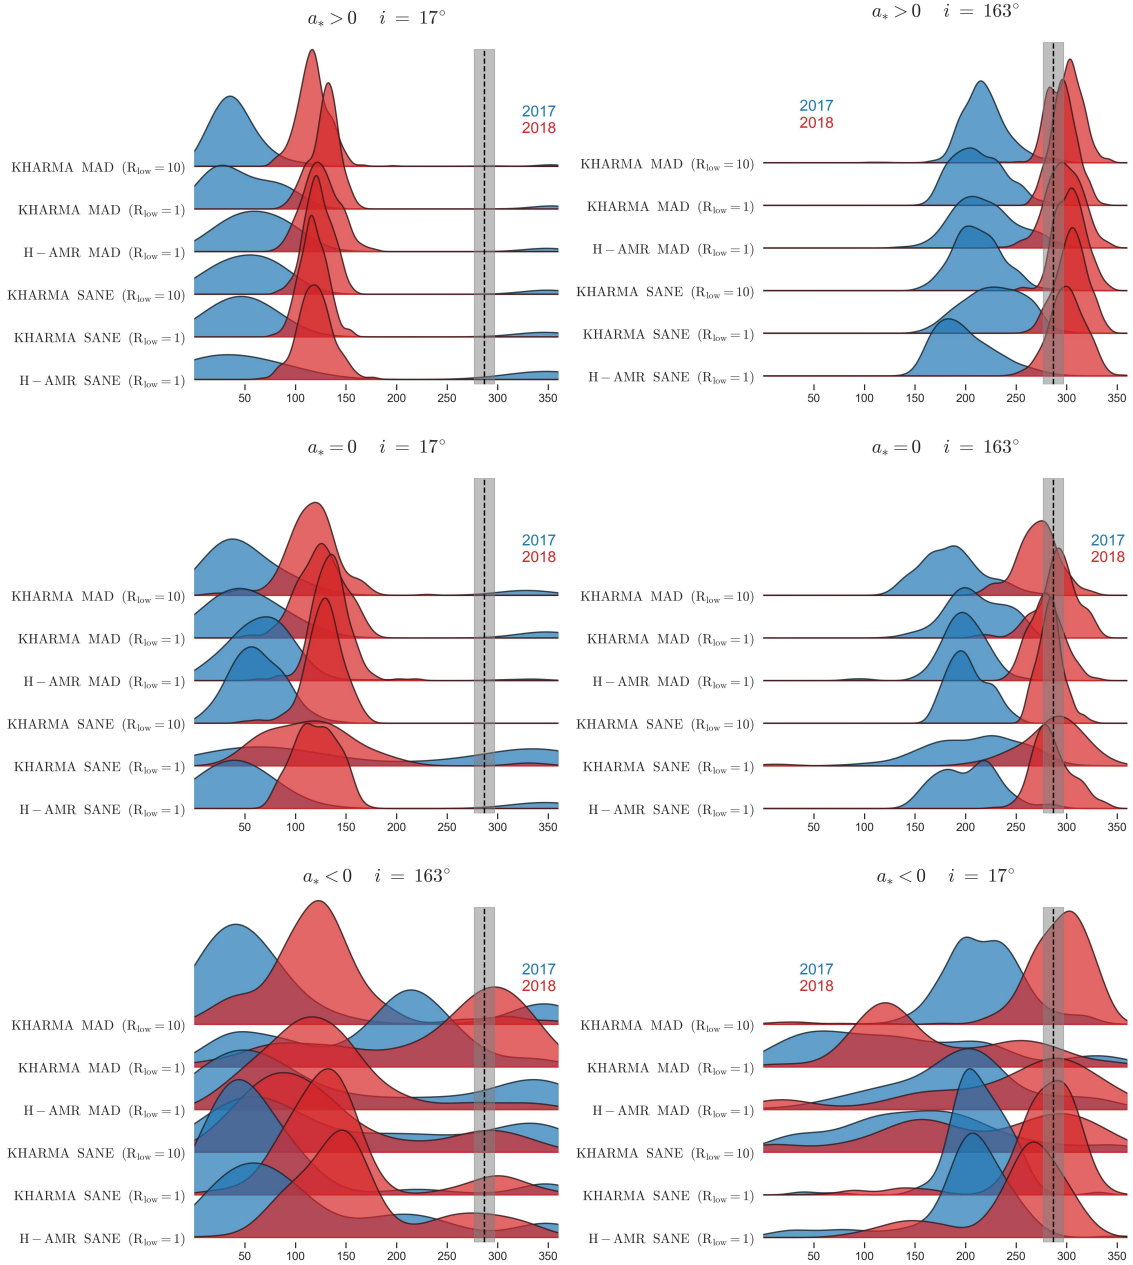 a* > 0 i = 17°
2017
2018
KHARMA MAD (Rlow = 10)
KHARMA MAD (Rlow = 1)
H-AMR MAD (Rlow = 1)
KHARMA SANE (Rlow = 10)
KHARMA SANE (Rlow = 1)
H-AMR SANE (Rlow = 1)
50 100 150 200 250 300 350
a* > 0 i = 163°
2017
2018
KHARMA MAD (Rlow = 10)
KHARMA MAD (Rlow = 1)
H-AMR MAD (Rlow = 1)
KHARMA SANE (Rlow = 10)
KHARMA SANE (Rlow = 1)
H-AMR SANE (Rlow = 1)
50 100 150 200 250 300 350
a* = 0 i = 17°
2017
2018
KHARMA MAD (Rlow = 10)
KHARMA MAD (Rlow = 1)
H-AMR MAD (Rlow = 1)
KHARMA SANE (Rlow = 10)
KHARMA SANE (Rlow = 1)
H-AMR SANE (Rlow = 1)
50 100 150 200 250 300 350
a* = 0 i = 163°
2017
2018
KHARMA MAD (Rlow = 10)
KHARMA MAD (Rlow = 1)
H-AMR MAD (Rlow = 1)
KHARMA SANE (Rlow = 10)
KHARMA SANE (Rlow = 1)
H-AMR SANE (Rlow = 1)
50 100 150 200 250 300 350
a* < 0 i = 163°
2017
2018
KHARMA MAD (Rlow = 10)
KHARMA MAD (Rlow = 1)
H-AMR MAD (Rlow = 1)
KHARMA SANE (Rlow = 10)
KHARMA SANE (Rlow = 1)
H-AMR SANE (Rlow = 1)
50 100 150 200 250 300 350
a* < 0 i = 17°
2017
2018
KHARMA MAD (Rlow = 10)
KHARMA MAD (Rlow = 1)
H-AMR MAD (Rlow = 1)
KHARMA SANE (Rlow = 10)
KHARMA SANE (Rlow = 1)
H-AMR SANE (Rlow = 1)
50 100 150 200 250 300 350